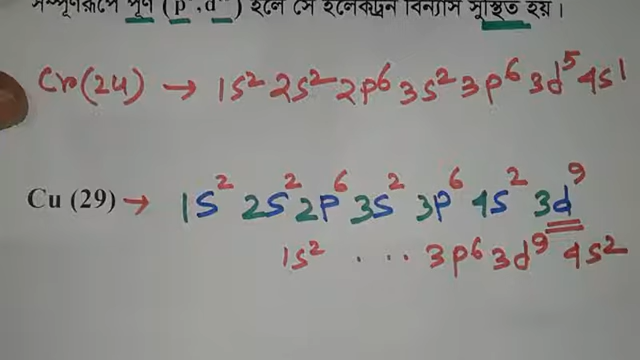 সম্পূর্ণরূপে পূর্ণ (p⁶, d¹⁰) হলে সে ইলেকট্রন বিন্যাস সুস্থিত হয়।
Cr(24) → 1s² 2s² 2p⁶ 3s² 3p⁶ 3d⁵ 4s¹
Cu (29) → 1s² 2s² 2p⁶ 3s² 3p⁶ 4s² 3d⁹
1s² ..... 3p⁶ 3d⁹ 4s²